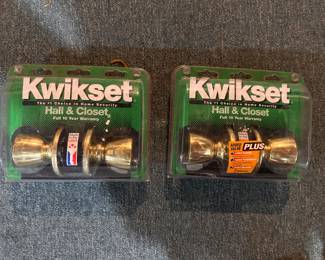 Kwikset
The #1 Choice in Home Security
Hall & Closet
Full 10 Year Warranty
Kwikset
The #1 Choice in Home Security
Hall & Closet
Full 10 Year Warranty
PLUS